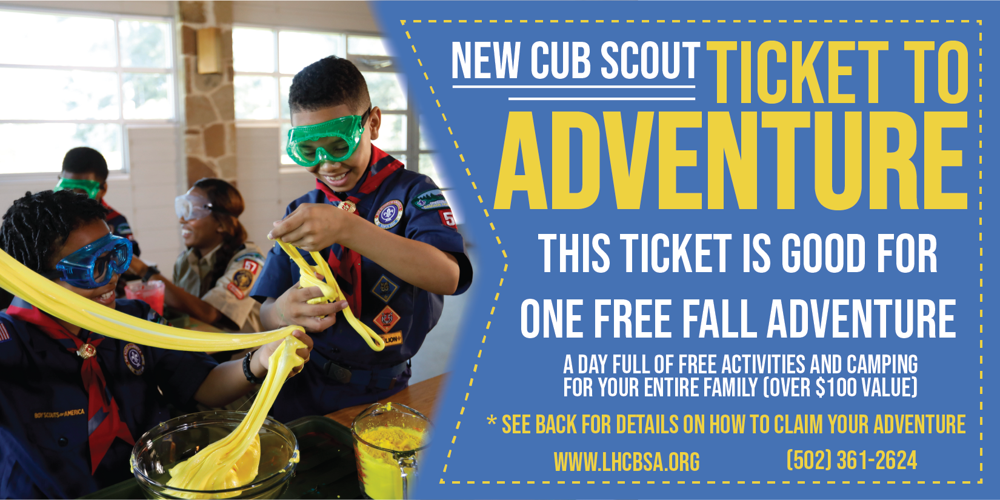 NEW CUB SCOUT TICKET TO
ADVENTURE
THIS TICKET IS GOOD FOR
ONE FREE FALL ADVENTURE
A DAY FULL OF FREE ACTIVITIES AND CAMPING
FOR YOUR ENTIRE FAMILY (OVER $100 VALUE)
* SEE BACK FOR DETAILS ON HOW TO CLAIM YOUR ADVENTURE
WWW.LHCBSA.ORG (502) 361-2624
5
57
LION
BOY SCOUTS OF AMERICA